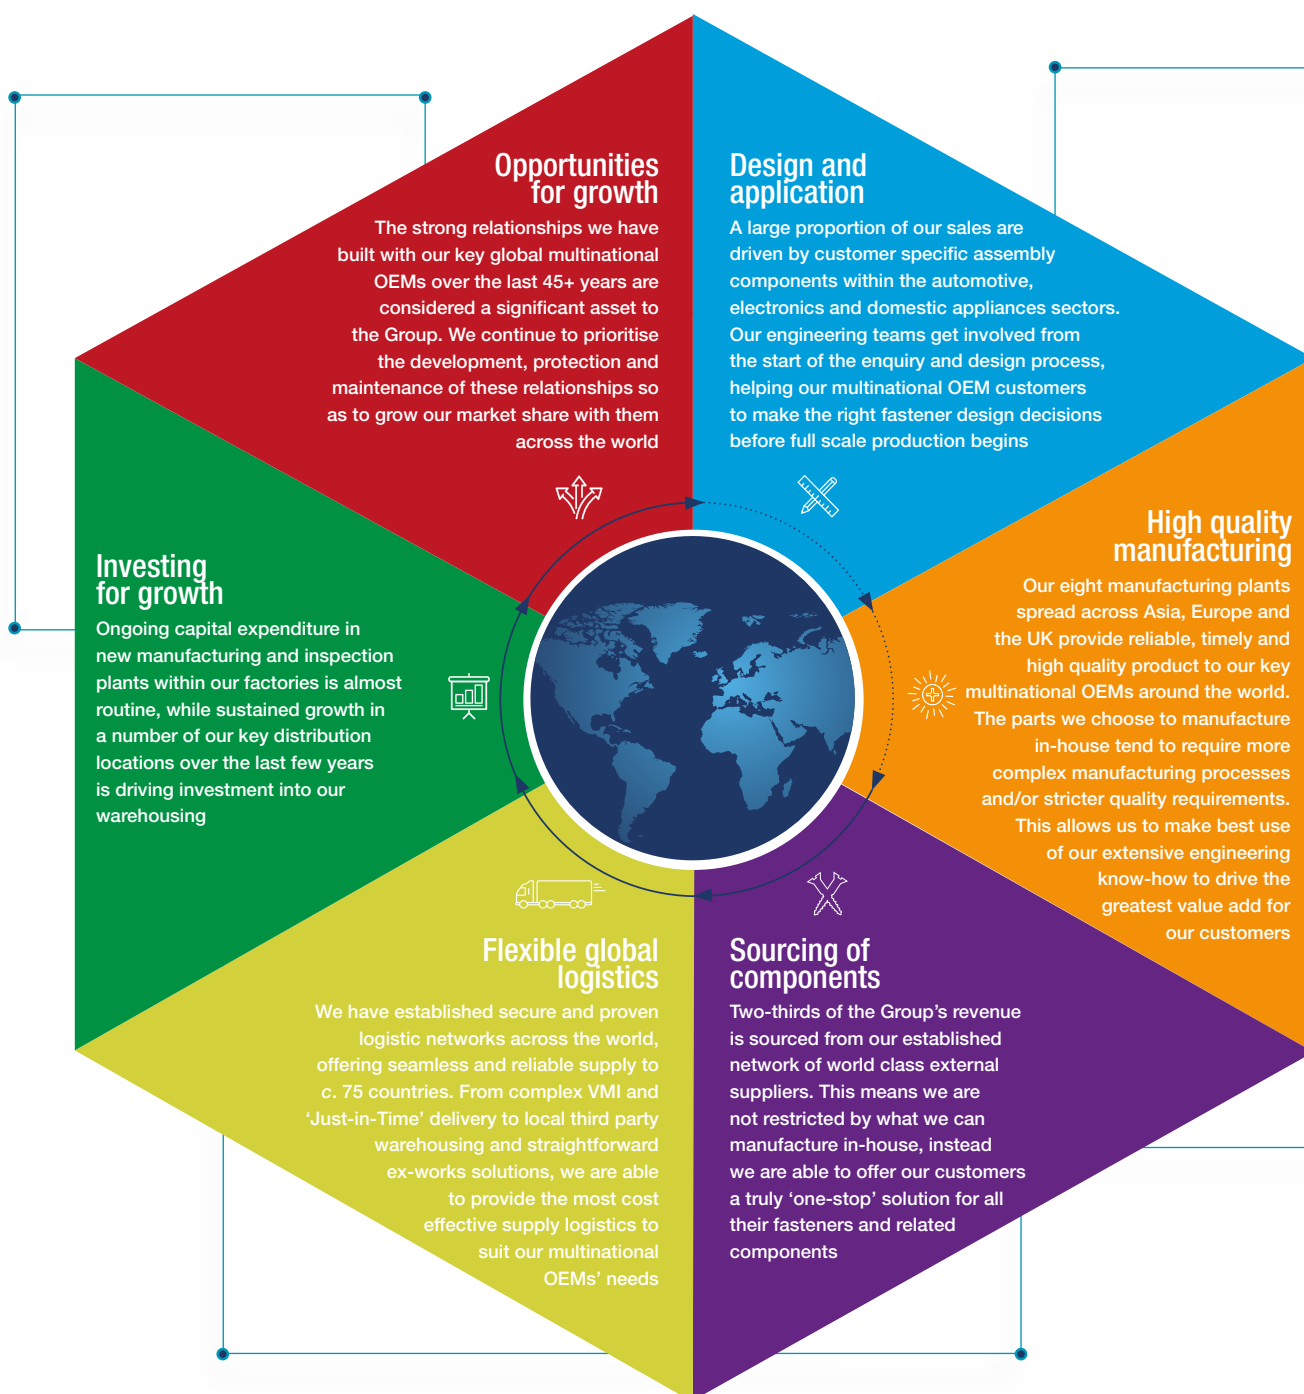 Opportunities
for growth
The strong relationships we have
built with our key global multinational
OEMs over the last 45+ years are
considered a significant asset to
the Group. We continue to prioritise
the development, protection and
maintenance of these relationships so
as to grow our market share with them
across the world
Design and
application
A large proportion of our sales are
driven by customer specific assembly
components within the automotive,
electronics and domestic appliances sectors.
Our engineering teams get involved from
the start of the enquiry and design process,
helping our multinational OEM customers
to make the right fastener design decisions
before full scale production begins
High quality
manufacturing
Our eight manufacturing plants
spread across Asia, Europe and
the UK provide reliable, timely and
high quality product to our key
multinational OEMs around the world.
The parts we choose to manufacture
in-house tend to require more
complex manufacturing processes
and/or stricter quality requirements.
This allows us to make best use
of our extensive engineering
know-how to drive the
greatest value add for
our customers
Sourcing of
components
Two-thirds of the Group’s revenue
is sourced from our established
network of world class external
suppliers. This means we are
not restricted by what we can
manufacture in-house, instead
we are able to offer our customers
a truly ‘one-stop’ solution for all
their fasteners and related
components
Flexible global
logistics
We have established secure and proven
logistic networks across the world,
offering seamless and reliable supply to
c. 75 countries. From complex VMI and
‘Just-in-Time’ delivery to local third party
warehousing and straightforward
ex-works solutions, we are able
to provide the most cost
effective supply logistics to
suit our multinational
OEMs’ needs
Investing
for growth
Ongoing capital expenditure in
new manufacturing and inspection
plants within our factories is almost
routine, while sustained growth in
a number of our key distribution
locations over the last few years
is driving investment into our
warehousing